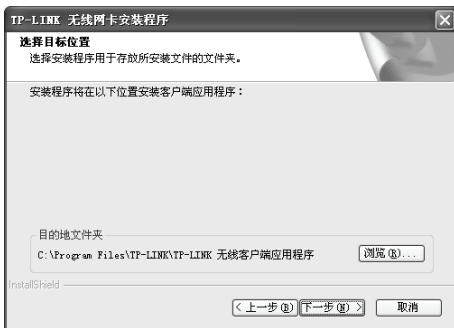 TP-LINK 无线网卡安装程序
选择目标位置
选择安装程序用于存放所安装文件的文件夹。
安装程序将在以下位置安装客户端应用程序：
目的地文件夹
C:\Program Files\TP-LINK\TP-LINK 无线客户端应用程序
浏览(R)...
InstallShield
< 上一步(B)
下一步(N) >
取消